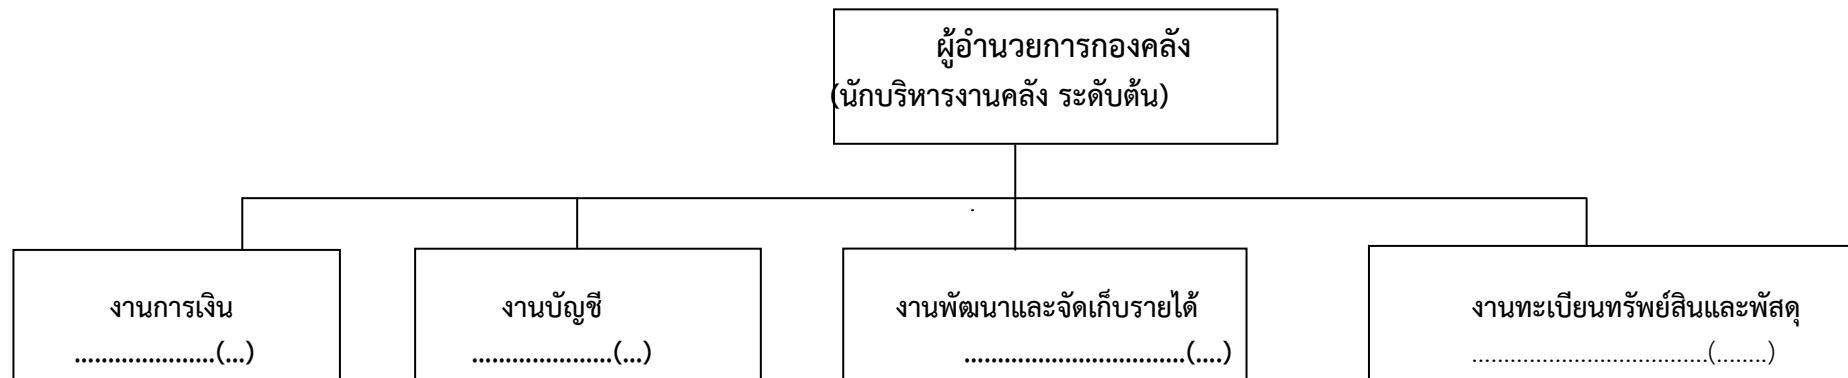 ผู้อำนวยการกองคลัง
(นักบริหารงานคลัง ระดับต้น)
งานการเงิน
.....................(...)
งานบัญชี
.....................(...)
งานพัฒนาและจัดเก็บรายได้
.................................(....)
งานทะเบียนทรัพย์สินและพัสดุ
.....................................(........)